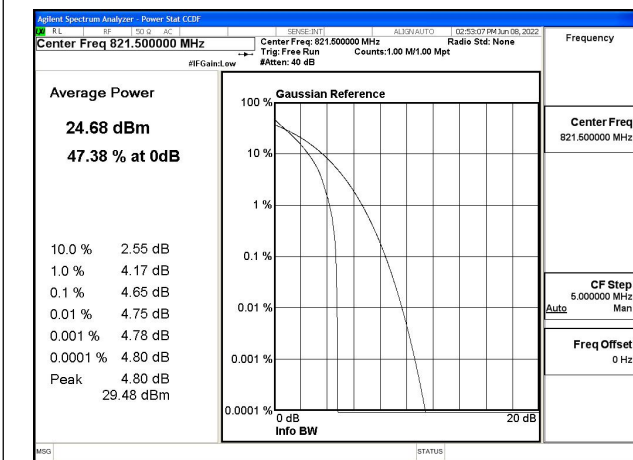 Agilent Spectrum Analyzer - Power Stat CCDF
RL RF 50 Ω AC SENSE:INT ALIGN AUTO 02:53:07 PM Jun 08, 2022
Center Freq 821.500000 MHz
Center Freq: 821.500000 MHz Radio Std: None
Trig: Free Run Counts:1.00 M/1.00 Mpt
#IFGain:Low #Atten: 40 dB
Average Power
24.68 dBm
47.38 % at 0dB
10.0 % 2.55 dB
1.0 % 4.17 dB
0.1 % 4.65 dB
0.01 % 4.75 dB
0.001 % 4.78 dB
0.0001 % 4.80 dB
Peak 4.80 dB
29.48 dBm
Gaussian Reference
100 %
10 %
1 %
0.1 %
0.01 %
0.001 %
0.0001 %
0 dB 20 dB
Info BW
Frequency
Center Freq
821.500000 MHz
CF Step
5.000000 MHz
Auto Man
Freq Offset
0 Hz
MSG STATUS